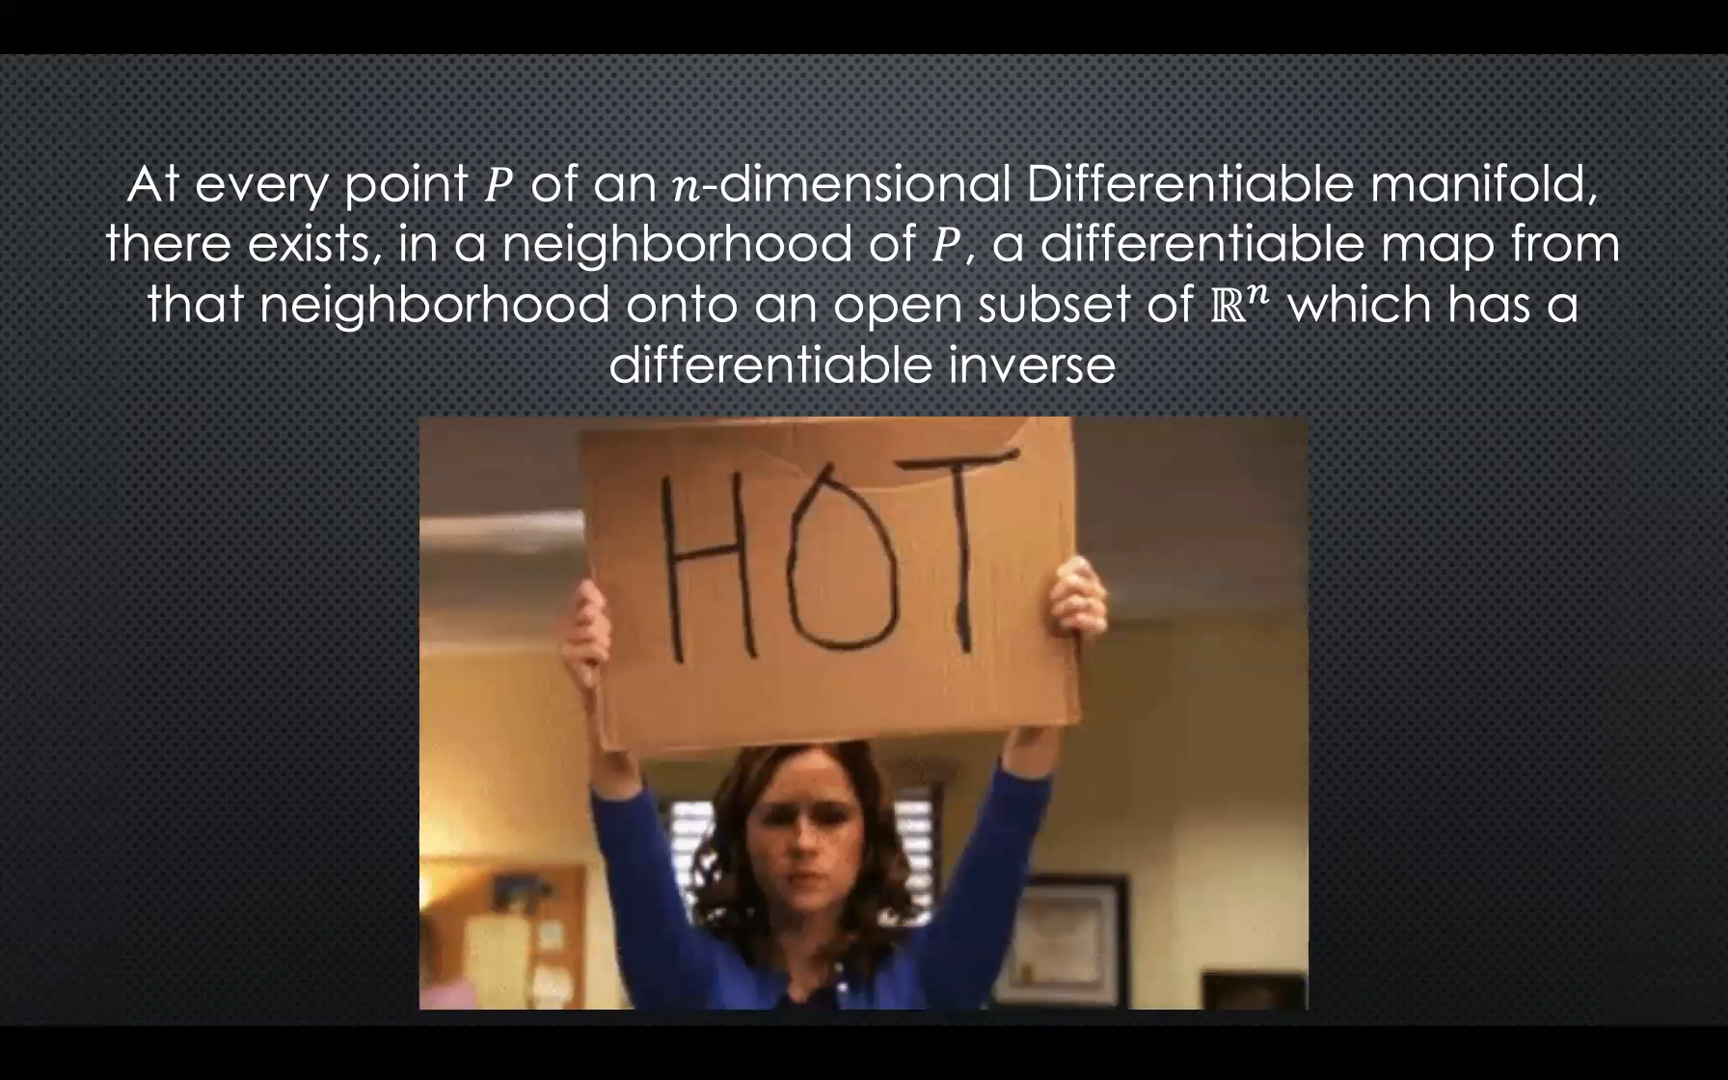 At every point P of an n-dimensional Differentiable manifold,
there exists, in a neighborhood of P, a differentiable map from
that neighborhood onto an open subset of ℝⁿ which has a
differentiable inverse
HOT